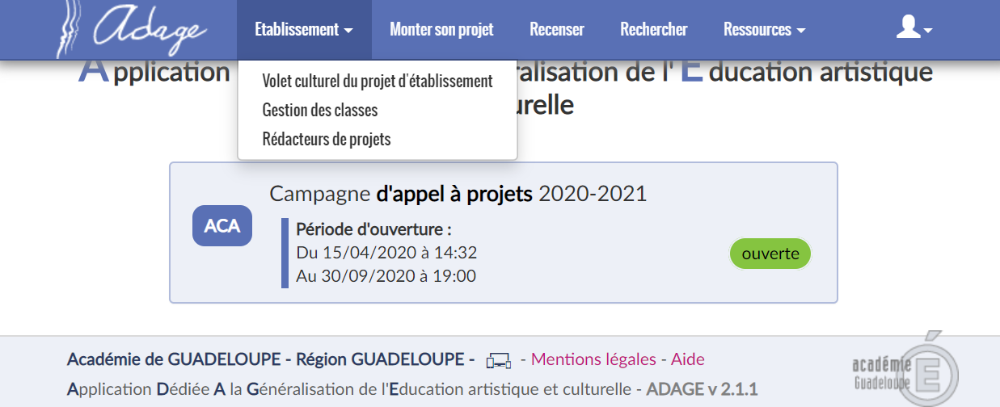 Adage Etablissement Monter son projet Recenser Rechercher Ressources
Volet culturel du projet d'établissement
Gestion des classes
Rédacteurs de projets
Application ralisation de l'Éducation artistique
urelle
Campagne d'appel à projets 2020-2021
ACA
Période d'ouverture :
Du 15/04/2020 à 14:32
Au 30/09/2020 à 19:00
ouverte
Académie de GUADELOUPE - Région GUADELOUPE - - Mentions légales - Aide
Application Dédiée A la Généralisation de l'Education artistique et culturelle - ADAGE v 2.1.1
académie
Guadeloupe
É